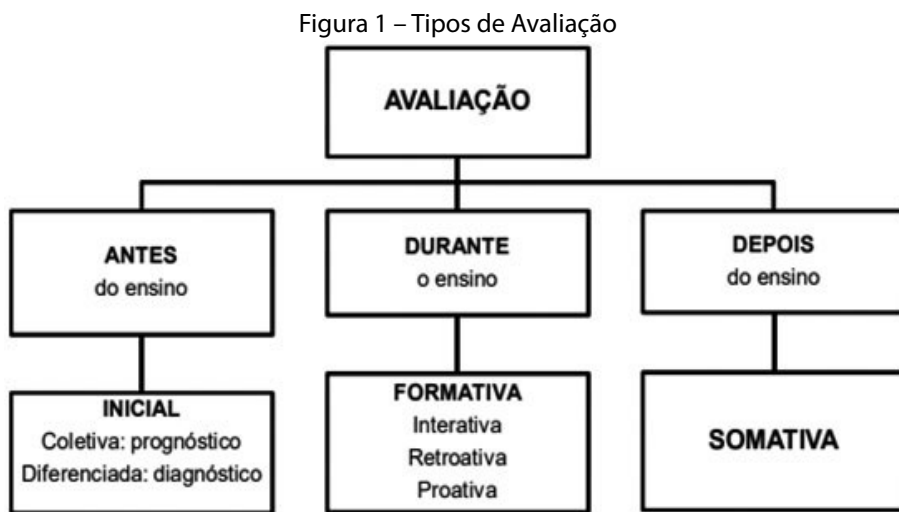 Figura 1 – Tipos de Avaliação
AVALIAÇÃO
ANTES
do ensino
DURANTE
o ensino
DEPOIS
do ensino
INICIAL
Coletiva: prognóstico
Diferenciada: diagnóstico
FORMATIVA
Interativa
Retroativa
Proativa
SOMATIVA